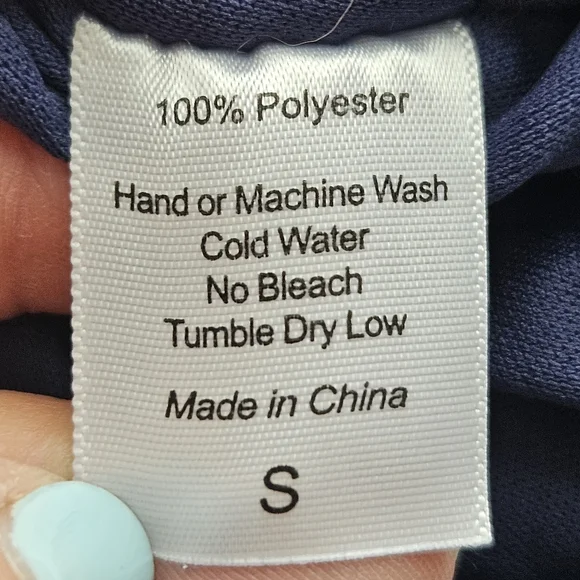 100% Polyester
Hand or Machine Wash
Cold Water
No Bleach
Tumble Dry Low
Made in China
S